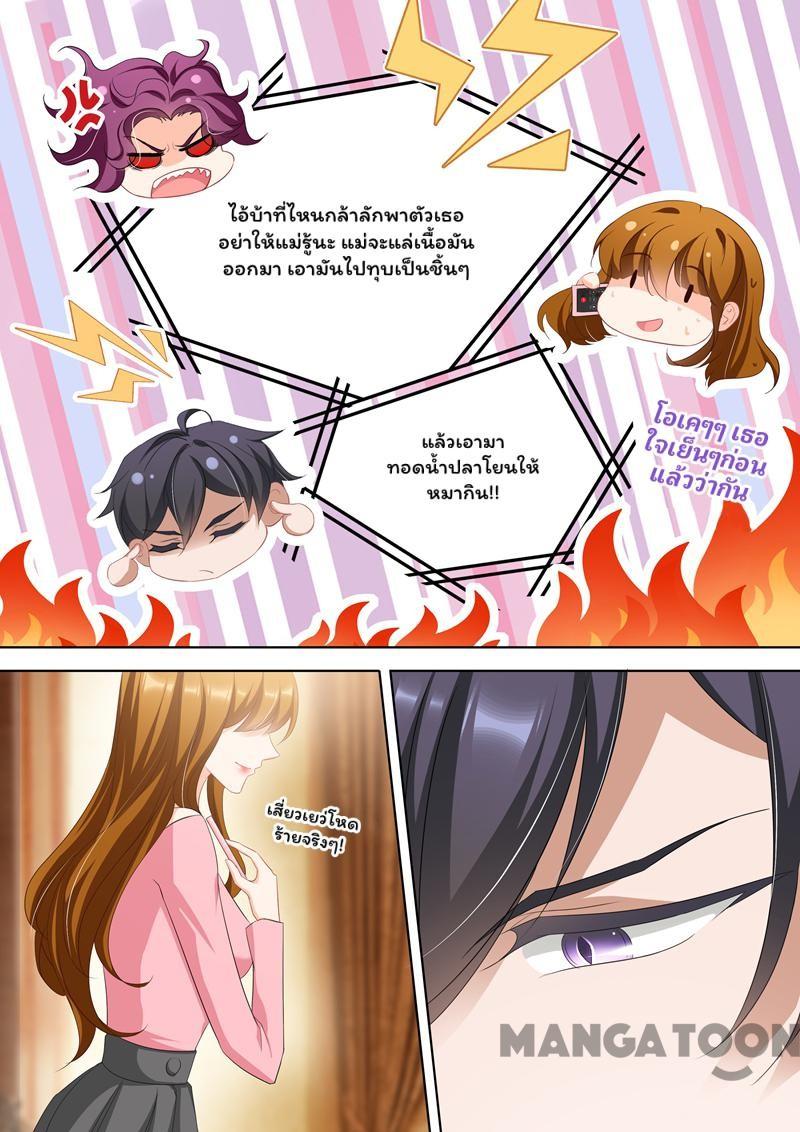 ไอ้บ้าที่ไหนกล้าลักพาตัวเธอ
อย่าให้แม่รู้นะ แม่จะแล่เนื้อมัน
ออกมา เอามันไปทุบเป็นชิ้นๆ
แล้วเอามา
ทอดน้ำปลาโยนให้
หมากิน!!
โอเคๆๆ เธอ
ใจเย็นๆก่อน
แล้วว่ากัน
เสี่ยวเยว่โหด
ร้ายจริงๆ!
MANGATOON